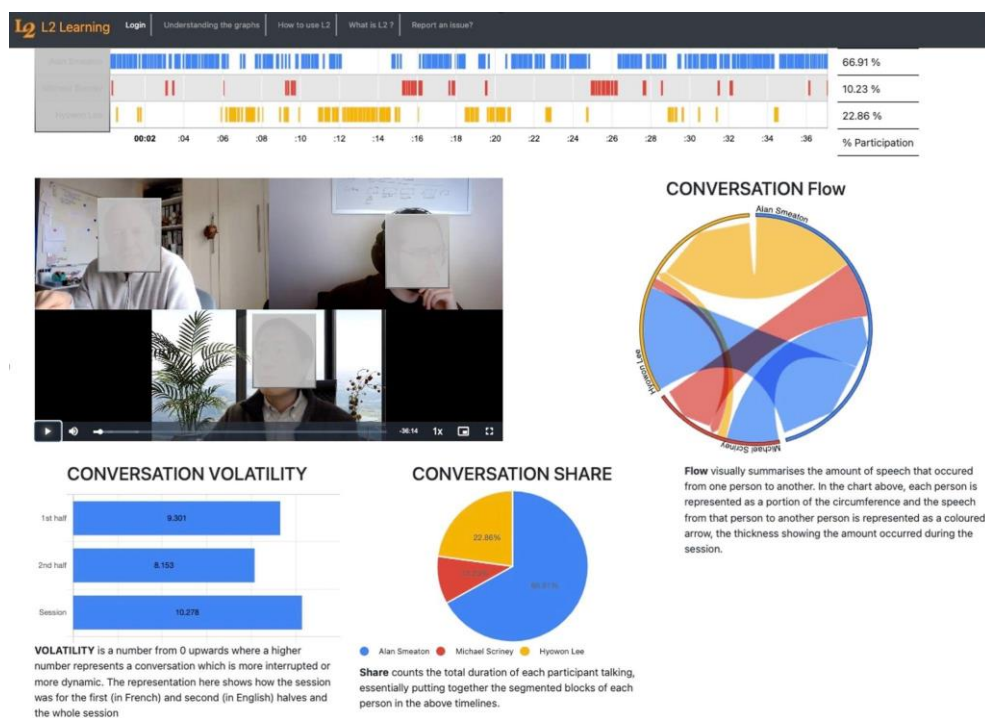 L2 L2 Learning Login Understanding the graphs How to use L2 What is L2 ? Report an issue?
Alan Smeaton 66.91 %
Michael Scriney 10.23 %
Hyowon Lee 22.86 %
00:02 :04 :06 :08 :10 :12 :14 :16 :18 :20 :22 :24 :26 :28 :30 :32 :34 :36 % Participation
CONVERSATION Flow
Alan Smeaton
Hyowon Lee
Michael Scriney
-36:14 1x
Flow visually summarises the amount of speech that occured
from one person to another. In the chart above, each person is
represented as a portion of the circumference and the speech
from that person to another person is represented as a coloured
arrow, the thickness showing the amount occurred during the
session.
CONVERSATION VOLATILITY
1st half 9.301
2nd half 8.153
Session 10.278
VOLATILITY is a number from 0 upwards where a higher
number represents a conversation which is more interrupted or
more dynamic. The representation here shows how the session
was for the first (in French) and second (in English) halves and
the whole session
CONVERSATION SHARE
22.86%
66.91%
Alan Smeaton Michael Scriney Hyowon Lee
Share counts the total duration of each participant talking,
essentially putting together the segmented blocks of each
person in the above timelines.